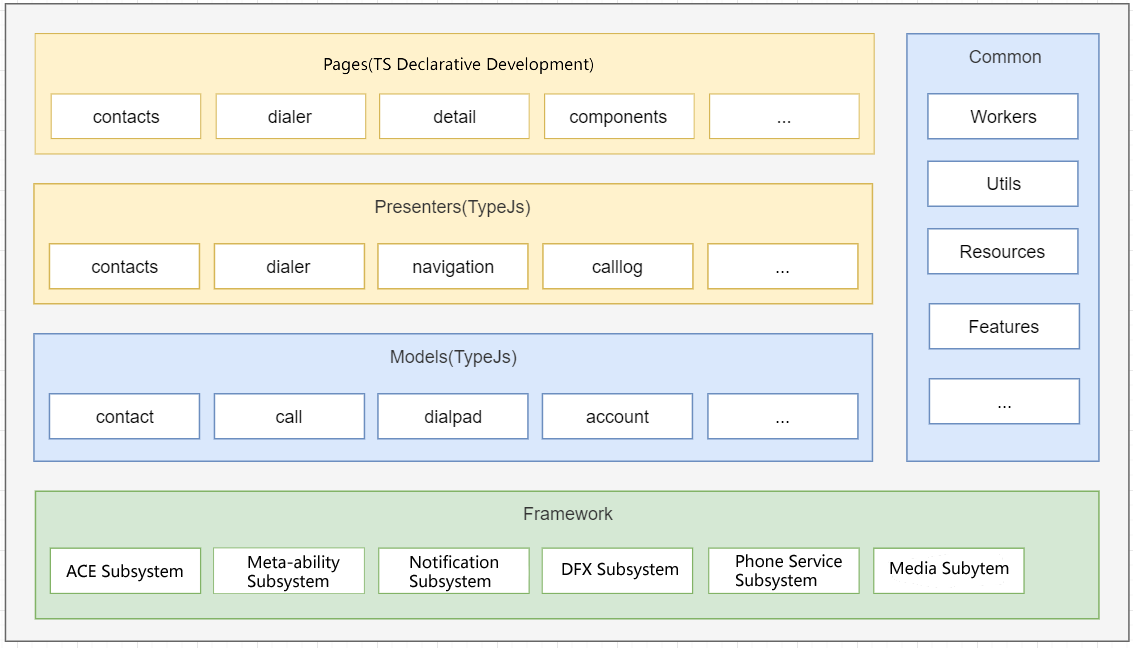 Pages(TS Declarative Development)
contacts
dialer
detail
components
...
Presenters(TypeJs)
contacts
dialer
navigation
calllog
...
Models(TypeJs)
contact
call
dialpad
account
...
Common
Workers
Utils
Resources
Features
...
Framework
ACE Subsystem
Meta-ability
Subsystem
Notification
Subsystem
DFX Subsystem
Phone Service
Subsystem
Media Subytem